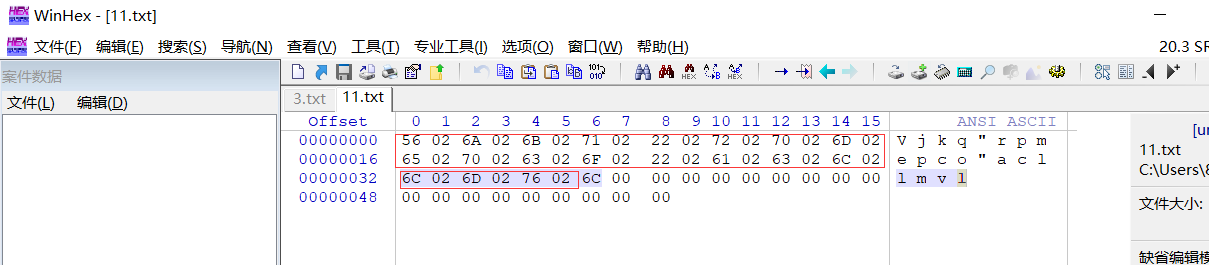 WinHex - [11.txt]
文件(F) 编辑(E) 搜索(S) 导航(N) 查看(V) 工具(T) 专业工具(I) 选项(O) 窗口(W) 帮助(H) 20.3 SR
案件数据
文件(L) 编辑(D)
3.txt 11.txt
Offset 0 1 2 3 4 5 6 7 8 9 10 11 12 13 14 15 ANSI ASCII
00000000 56 02 6A 02 6B 02 71 02 22 02 72 02 70 02 6D 02 V j k q " r p m
00000016 65 02 70 02 63 02 6F 02 22 02 61 02 63 02 6C 02 e p c o " a c l
00000032 6C 02 6D 02 76 02 6C 00 00 00 00 00 00 00 00 00 l m v l
00000048 00 00 00 00 00 00 00 00 00
[un
11.txt
C:\Users\8
文件大小:
缺省编辑模